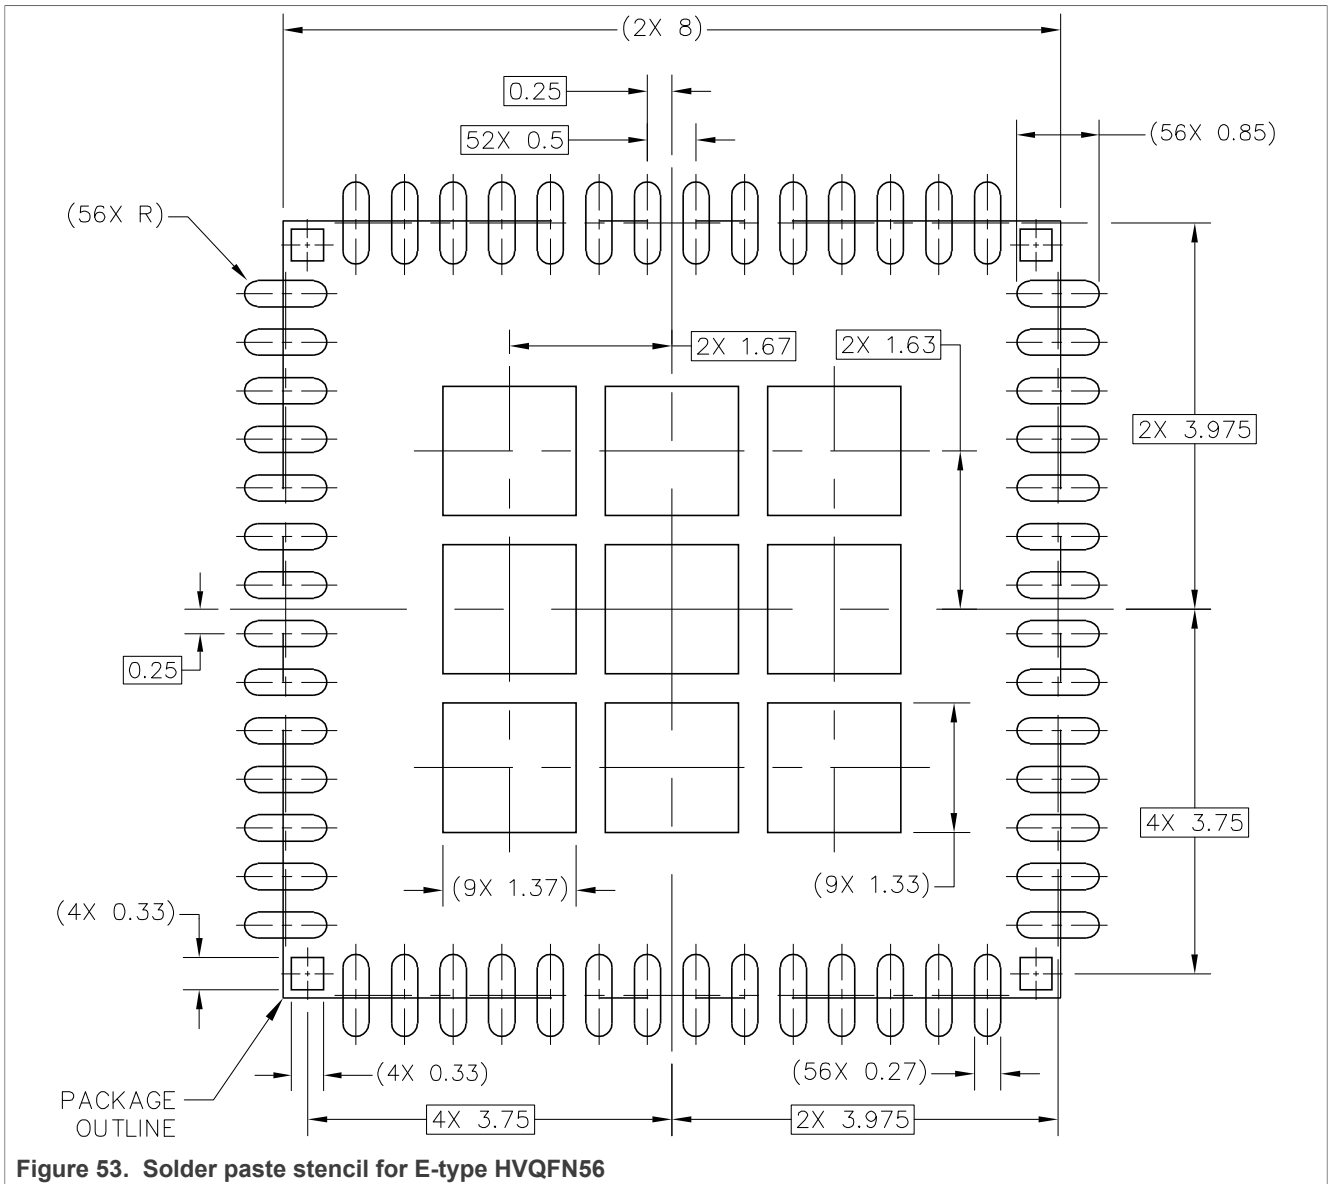 (2X 8)
0.25
52X 0.5
(56X 0.85)
(56X R)
2X 1.67
2X 1.63
2X 3.975
0.25
4X 3.75
(9X 1.37)
(9X 1.33)
(4X 0.33)
(4X 0.33)
(56X 0.27)
PACKAGE
OUTLINE
4X 3.75
2X 3.975
Figure 53. Solder paste stencil for E-type HVQFN56